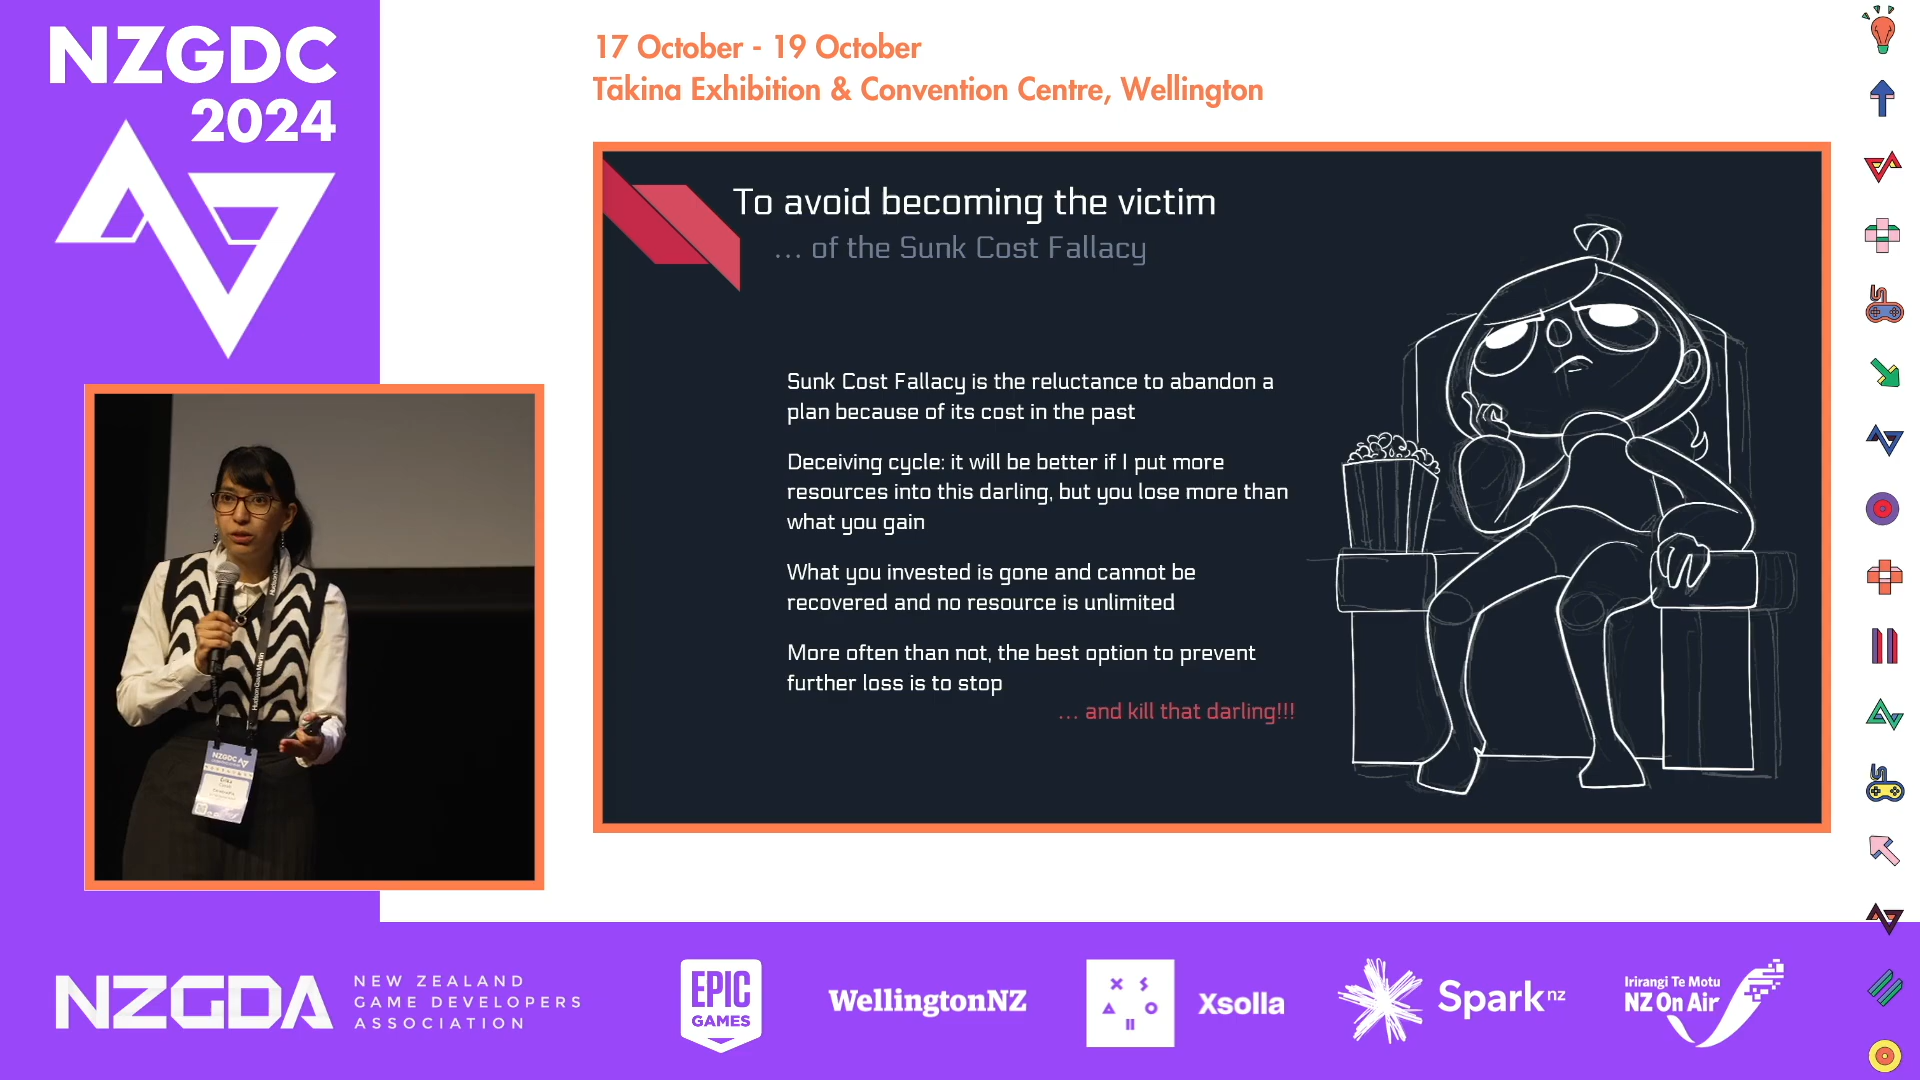 NZGDC
2024
17 October - 19 October
Tākina Exhibition & Convention Centre, Wellington
To avoid becoming the victim
... of the Sunk Cost Fallacy
Sunk Cost Fallacy is the reluctance to abandon a
plan because of its cost in the past
Deceiving cycle: it will be better if I put more
resources into this darling, but you lose more than
what you gain
What you invested is gone and cannot be
recovered and no resource is unlimited
More often than not, the best option to prevent
further loss is to stop
... and kill that darling!!!
NZGDC
NZGDA
NEW ZEALAND
GAME DEVELOPERS
ASSOCIATION
EPIC
GAMES
WellingtonNZ
Xsolla
Spark nz
Irirangi Te Motu
NZ On Air